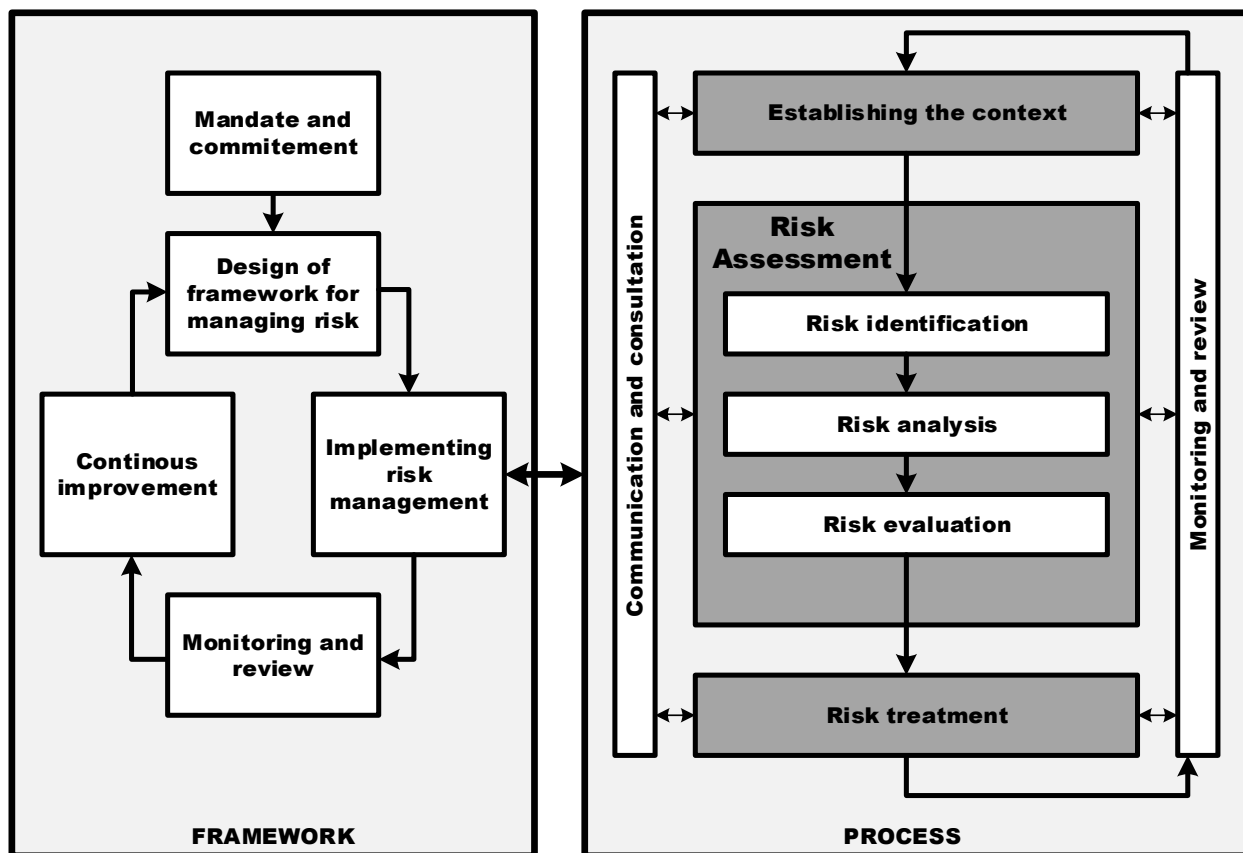 Mandate and
commitement
Design of
framework for
managing risk
Continous
improvement
Implementing
risk
management
Monitoring and
review
FRAMEWORK
Communication and consultation
Establishing the context
Risk
Assessment
Risk identification
Risk analysis
Risk evaluation
Risk treatment
Monitoring and review
PROCESS